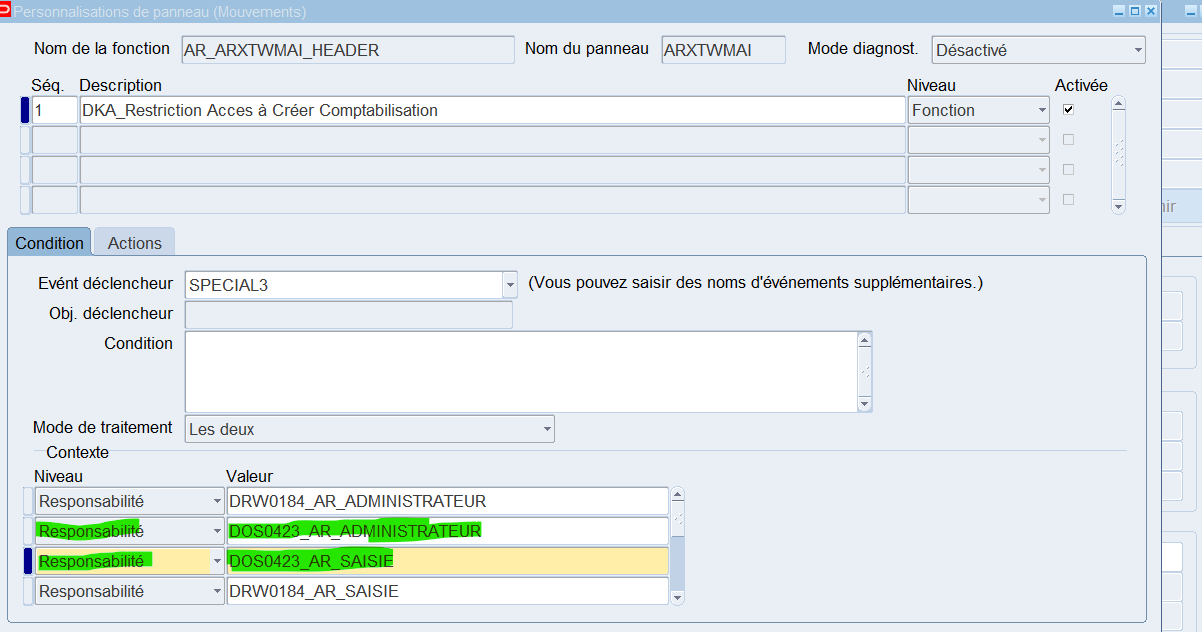 Personnalisations de panneau (Mouvements)
Nom de la fonction AR_ARXTWMAI_HEADER Nom du panneau ARXTWMAI Mode diagnost. Désactivé
Séq. Description Niveau Activée
1 DKA_Restriction Acces à Créer Comptabilisation Fonction
Condition Actions
Evént déclencheur SPECIAL3 (Vous pouvez saisir des noms d'événements supplémentaires.)
Obj. déclencheur
Condition
Mode de traitement Les deux
Contexte
Niveau Valeur
Responsabilité DRW0184_AR_ADMINISTRATEUR
Responsabilité DOS0423_AR_ADMINISTRATEUR
Responsabilité DOS0423_AR_SAISIE
Responsabilité DRW0184_AR_SAISIE